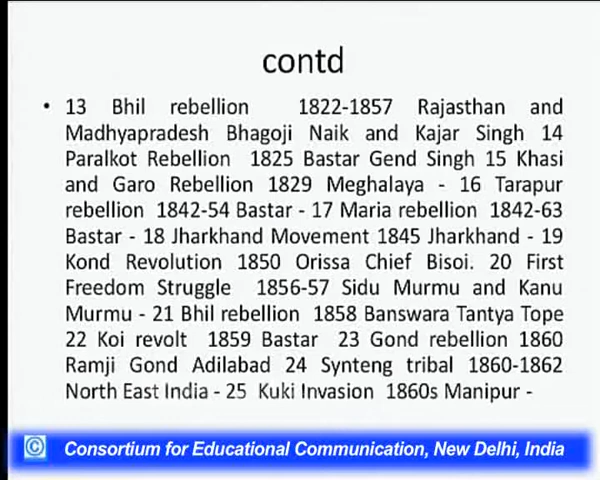 contd
• 13 Bhil rebellion 1822-1857 Rajasthan and
Madhyapradesh Bhagoji Naik and Kajar Singh 14
Paralkot Rebellion 1825 Bastar Gend Singh 15 Khasi
and Garo Rebellion 1829 Meghalaya - 16 Tarapur
rebellion 1842-54 Bastar - 17 Maria rebellion 1842-63
Bastar - 18 Jharkhand Movement 1845 Jharkhand - 19
Kond Revolution 1850 Orissa Chief Bisoi. 20 First
Freedom Struggle 1856-57 Sidu Murmu and Kanu
Murmu - 21 Bhil rebellion 1858 Banswara Tantya Tope
22 Koi revolt 1859 Bastar 23 Gond rebellion 1860
Ramji Gond Adilabad 24 Synteng tribal 1860-1862
North East India - 25 Kuki Invasion 1860s Manipur -
© Consortium for Educational Communication, New Delhi, India